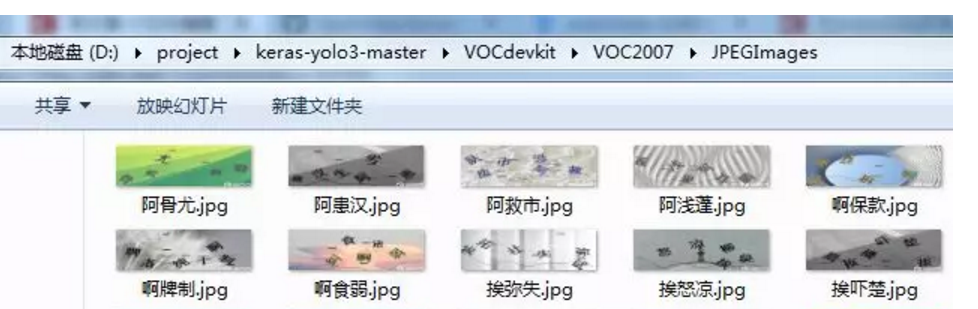 本地磁盘 (D:) ▸ project ▸ keras-yolo3-master ▸ VOCdevkit ▸ VOC2007 ▸ JPEGImages
共享 ▼ 放映幻灯片 新建文件夹
阿骨尤.jpg 阿患汉.jpg 阿救市.jpg 阿浅蓬.jpg 啊保款.jpg
啊牌制.jpg 啊食弱.jpg 挨弥失.jpg 挨怒凉.jpg 挨吓楚.jpg